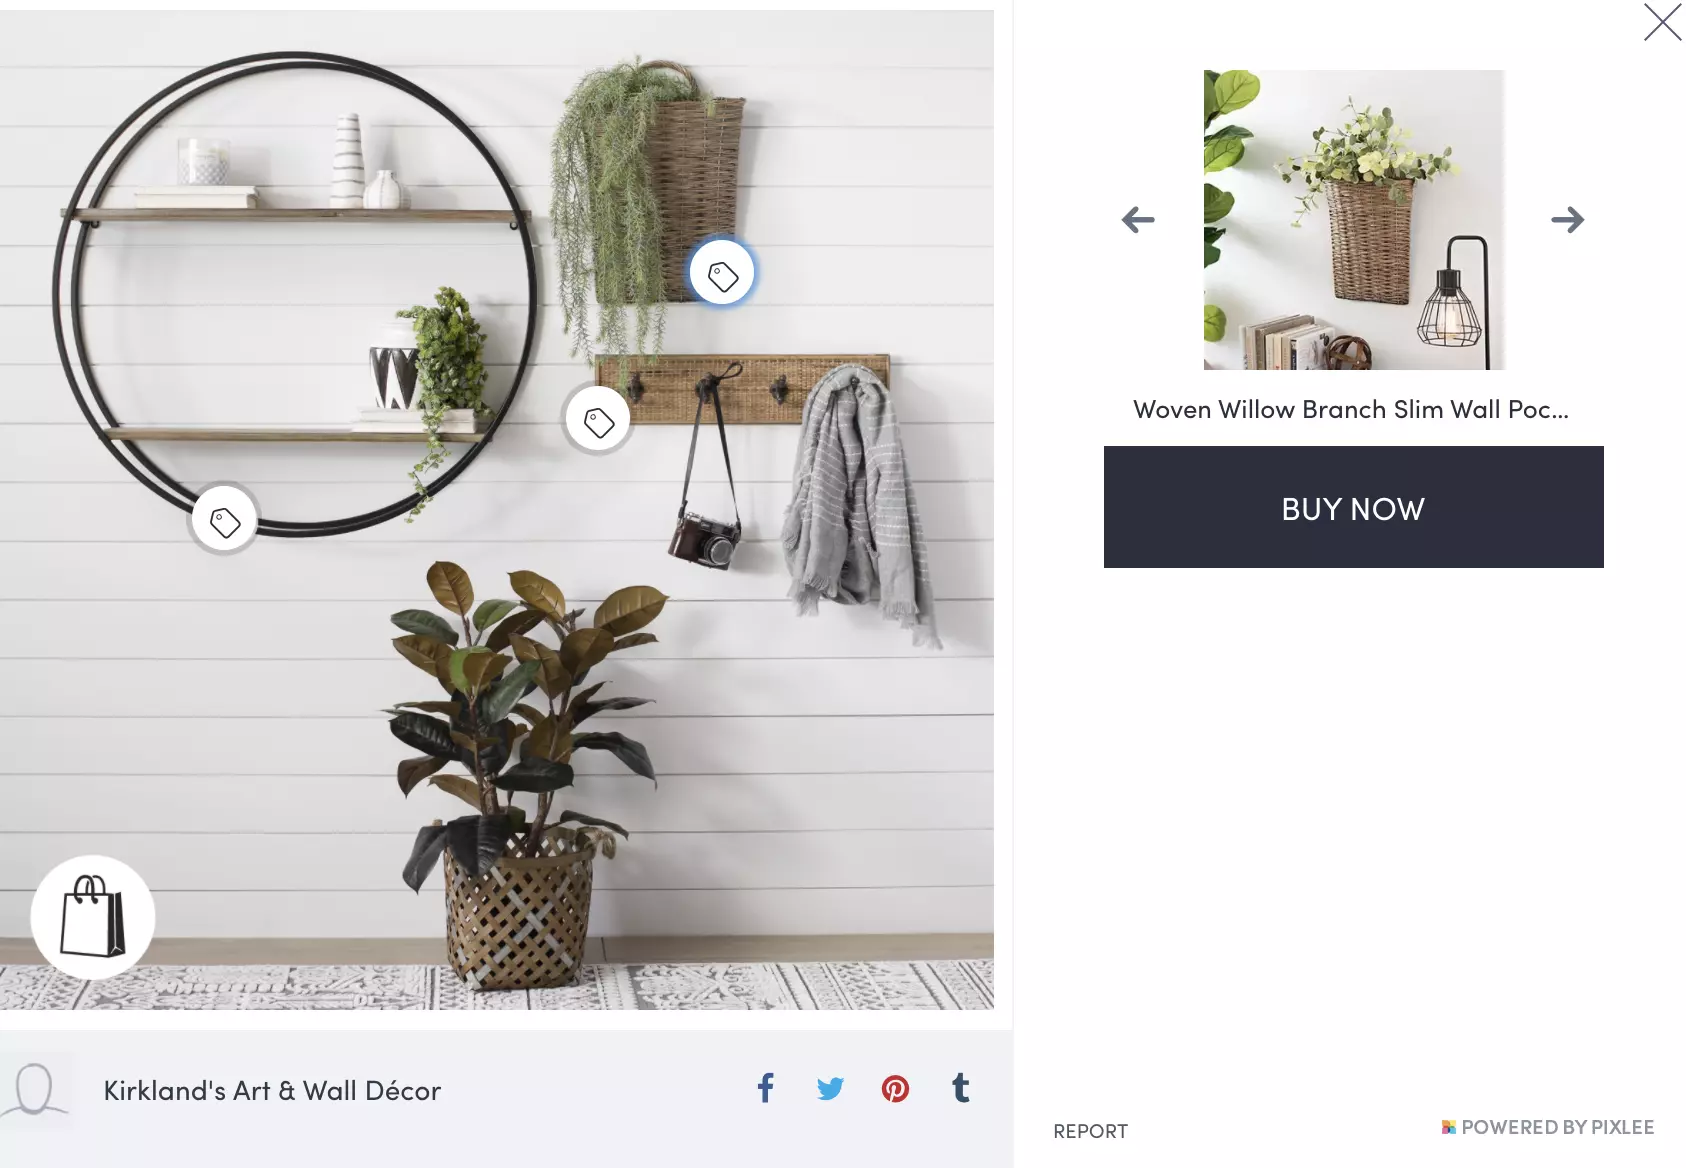 Woven Willow Branch Slim Wall Poc...
BUY NOW
Kirkland's Art & Wall Décor
REPORT
POWERED BY PIXLEE